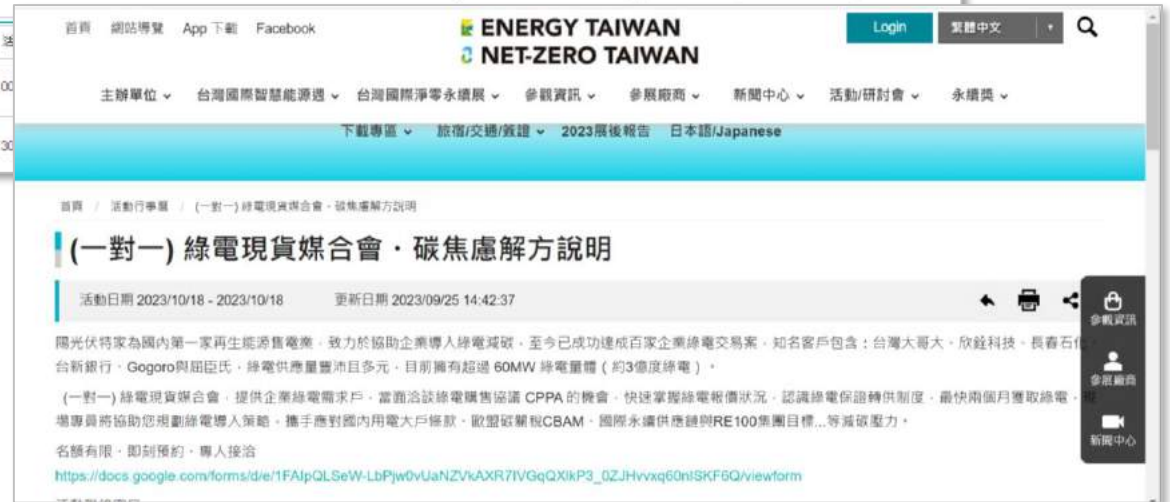 首頁 網站導覽 App 下載 Facebook
ENERGY TAIWAN
NET-ZERO TAIWAN
Login 繁體中文
主辦單位 台灣國際智慧能源週 台灣國際淨零永續展 參觀資訊 參展廠商 新聞中心 活動/研討會 永續獎
下載專區 旅宿/交通/簽證 2023展後報告 日本語/Japanese
活
00
30
首頁 / 活動行事曆 / (一對一) 綠電現貨媒合會·碳焦慮解方說明
(一對一) 綠電現貨媒合會·碳焦慮解方說明
活動日期 2023/10/18 - 2023/10/18 更新日期 2023/09/25 14:42:37
參觀資訊
參展廠商
新聞中心
陽光伏特家為國內第一家再生能源售電業，致力於協助企業導入綠電減碳，至今已成功達成百家企業綠電交易案，知名客戶包含：台灣大哥大、欣銓科技、長春石化、
台新銀行、Gogoro與屈臣氏，綠電供應量豐沛且多元，目前擁有超過 60MW 綠電量體（約3億度綠電）。
(一對一) 綠電現貨媒合會，提供企業綠電需求戶，當面洽談綠電購售協議 CPPA 的機會，快速掌握綠電報價狀況，認識綠電保證轉供制度，最快兩個月獲取綠電，
場專員將協助您規劃綠電導入策略，攜手應對國內用電大戶條款、歐盟碳關稅CBAM、國際永續供應鏈與RE100集團目標...等減碳壓力。
名額有限，即刻預約，專人接洽
https://docs.google.com/forms/d/e/1FAIpQLSeW-LbPjw0vUaNZVkAXR7IVGqQXlkP3_0ZJHvvxq60nlSKF6Q/viewform